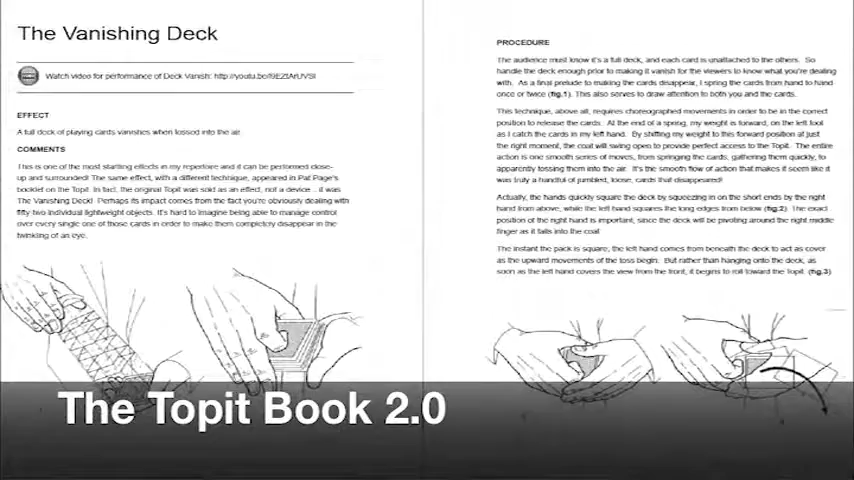 The Vanishing Deck
Watch video for performance of Deck Vanish: http://youtu.be/
EFFECT
A full deck of playing cards vanishes when tossed into the air.
COMMENTS
This is one of the most startling effects in my repertoire and it can be performed close-
up and surrounded! The same effect, with a different technique, appeared in Pat Page's
booklet on the Topit. In fact, the original Topit was sold as an effect, not a device .. it was
The Vanishing Deck! Perhaps its impact comes from the fact you're obviously dealing with
fifty two individual lightweight objects. It's hard to imagine being able to manage control
over every single one of those cards in order to make them completely disappear in the
twinkling of an eye.
PROCEDURE
The audience must know it's a full deck, and each card is unattached to the others. So
handle the deck enough prior to making it vanish for the viewers to know what you're dealing
with. As a final prelude to making the cards disappear, I spring the cards from hand to hand
once or twice (fig.1). This also serves to draw attention to both you and the cards.
This technique, above all, requires choreographed movements in order to be in the correct
position to release the cards. At the end of a spring, my weight is forward, on the left foot
as I catch the cards in my left hand. By shifting my weight to this forward position at just
the right moment, the coat will swing open to provide perfect access to the Topit. The entire
action is one smooth series of moves, from springing the cards, gathering them quickly, to
apparently tossing them into the air. It's the smooth flow of action that makes it seem like it
was truly a handful of jumbled, loose, cards that disappeared!
Actually, the hands quickly square the deck by squeezing in on the short ends by the right
hand from above, while the left hand squares the long edges from below (fig.2). The exact
position of the right hand is important, since the deck will be pivoting around the right middle
finger as it falls into the coat.
The instant the pack is square, the left hand comes from beneath the deck to act as cover
as the upward movements of the toss begin. But rather than hanging onto the deck, as
soon as the left hand covers the view from the front, it begins to roll toward the Topit. (fig.3)
The Topit Book 2.0